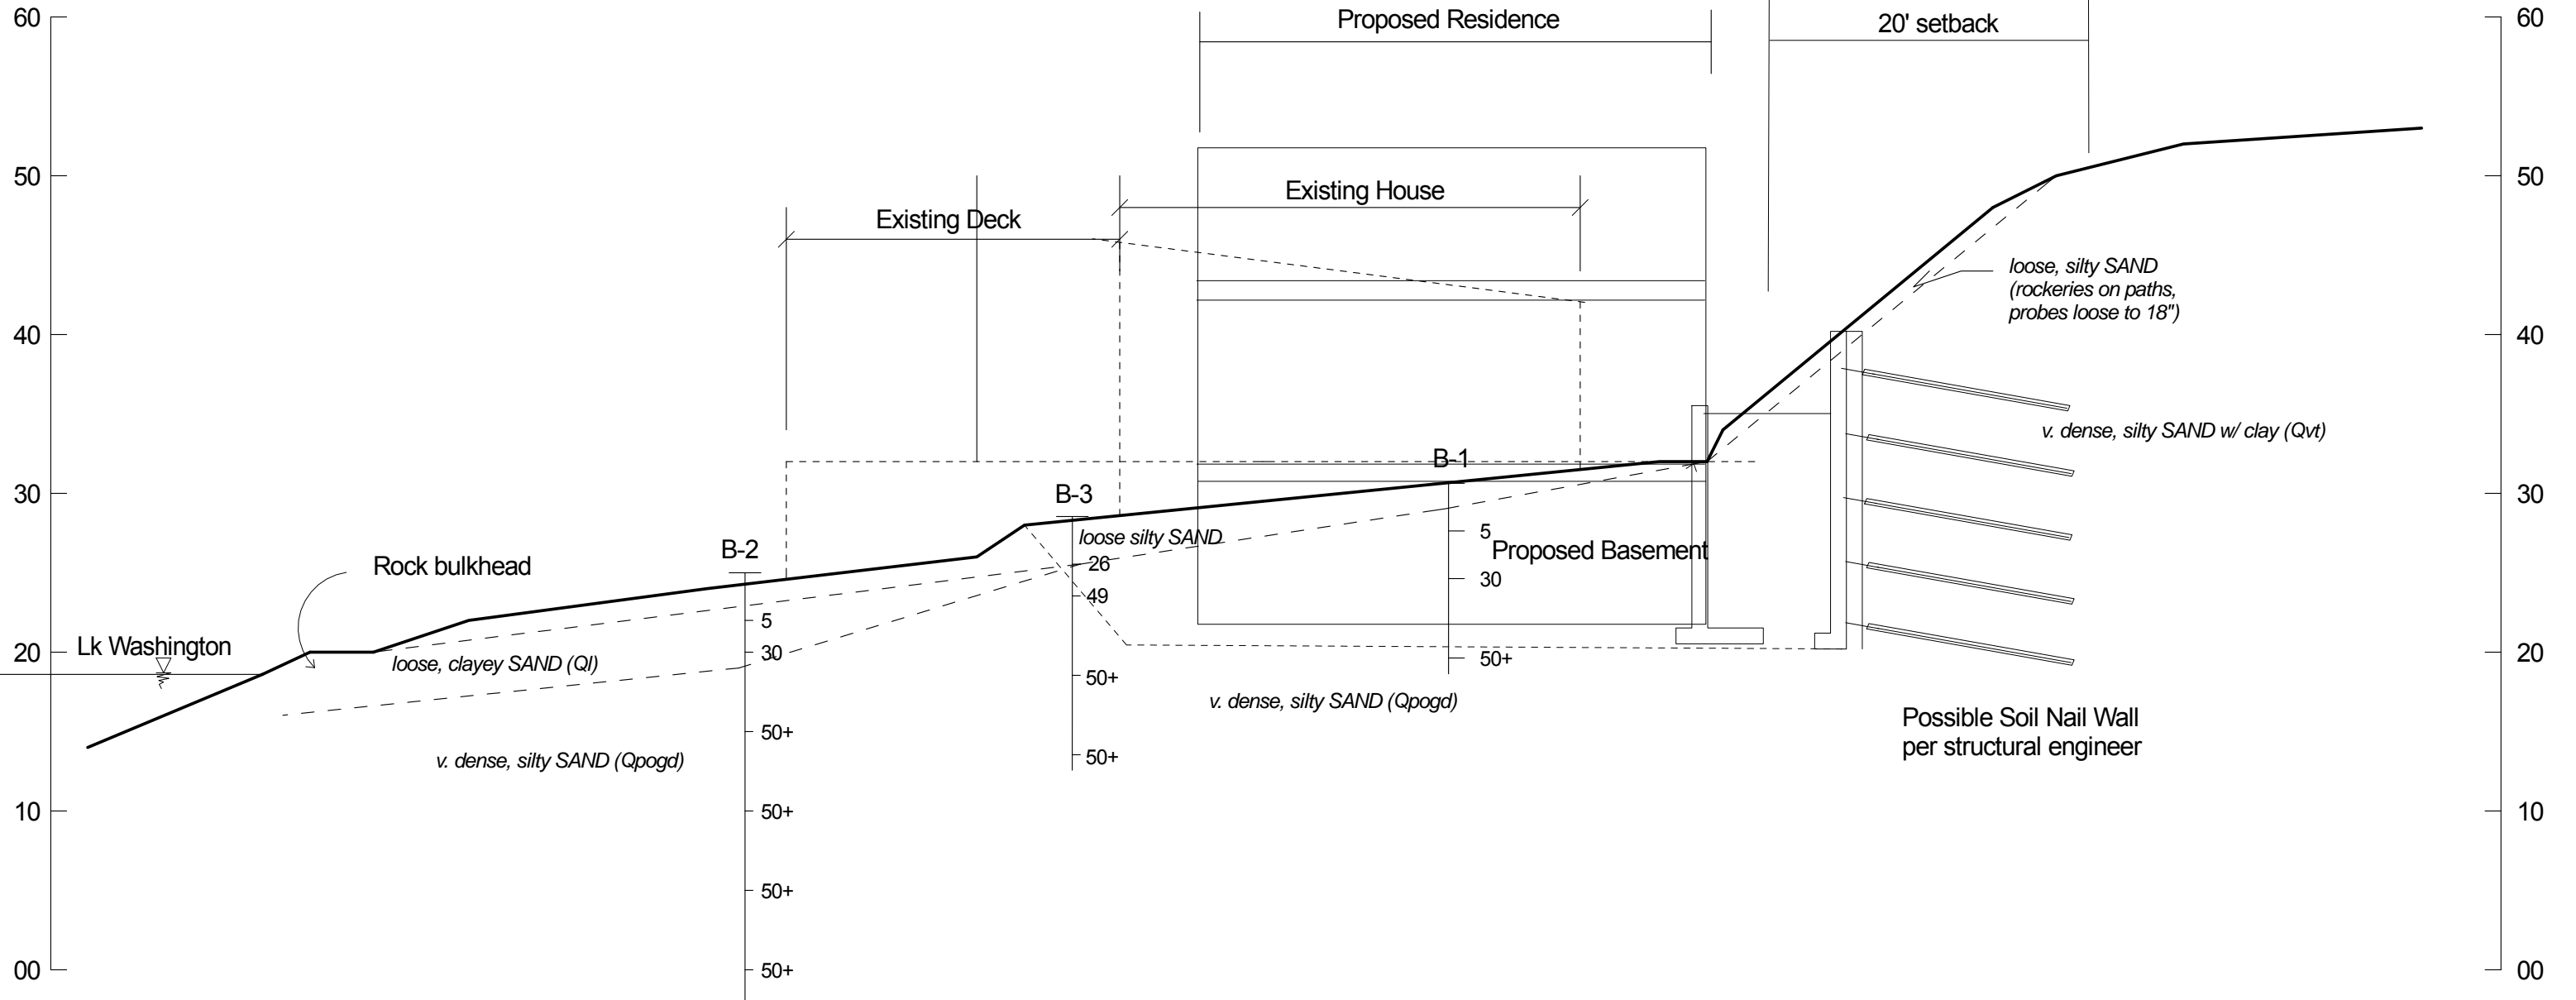 60
Proposed Residence
20' setback
60
50
Existing House
50
Existing Deck
loose, silty SAND
(rockeries on paths,
probes loose to 18")
40
40
v. dense, silty SAND w/ clay (Qvt)
B-1
30
B-3
30
5
loose silty SAND
Proposed Basement
B-2
26
Rock bulkhead
30
49
5
Lk Washington
20
30
loose, clayey SAND (Ql)
50+
20
50+
v. dense, silty SAND (Qpogd)
Possible Soil Nail Wall
per structural engineer
50+
v. dense, silty SAND (Qpogd)
50+
10
50+
10
50+
00
50+
00